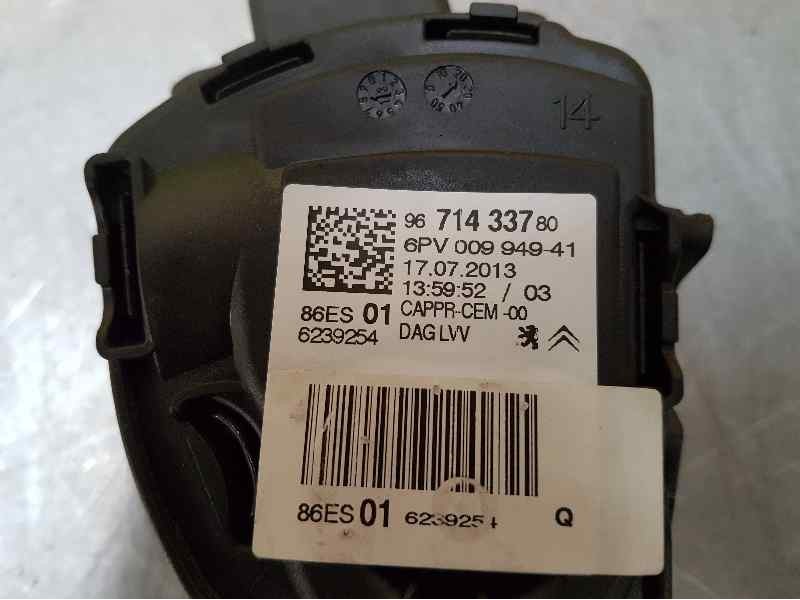 14
96 714 337 80
6PV 009 949-41
17.07.2013
13:59:52 / 03
86ES 01 CAPPR-CEM -00
6239254 DAG LVV
86ES 01 6239254 Q